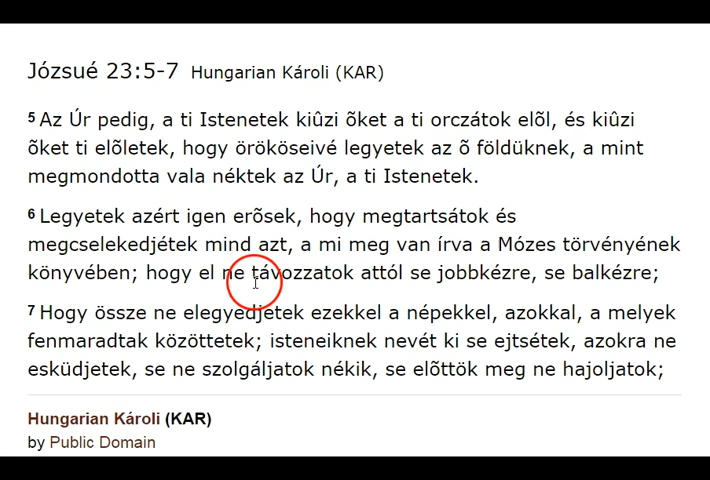 Józsué 23:5-7 Hungarian Károli (KAR)
5 Az Úr pedig, a ti Istenetek kiûzi õket a ti orczátok elõl, és kiûzi
õket ti elõletek, hogy örököseivé legyetek az õ földüknek, a mint
megmondotta vala néktek az Úr, a ti Istenetek.
6 Legyetek azért igen erõsek, hogy megtartsátok és
megcselekedjétek mind azt, a mi meg van írva a Mózes törvényének
könyvében; hogy el ne távozzatok attól se jobbkézre, se balkézre;
7 Hogy össze ne elegyedjetek ezekkel a népekkel, azokkal, a melyek
fenmaradtak közöttetek; isteneiknek nevét ki se ejtsétek, azokra ne
esküdjetek, se ne szolgáljatok nékik, se elõttök meg ne hajoljatok;
Hungarian Károli (KAR)
by Public Domain